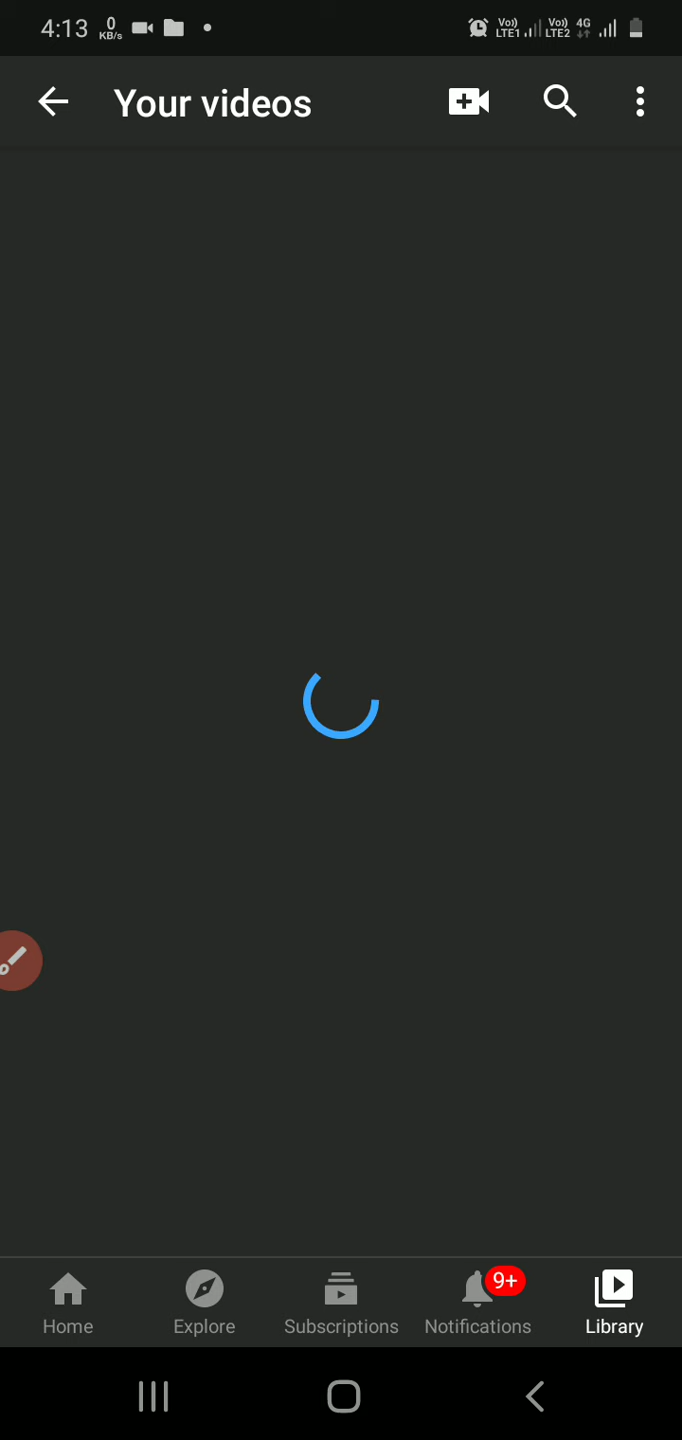 4:13 0 KB/s Vo)) LTE1 Vo)) LTE2 4G
Your videos
9+
Home Explore Subscriptions Notifications Library